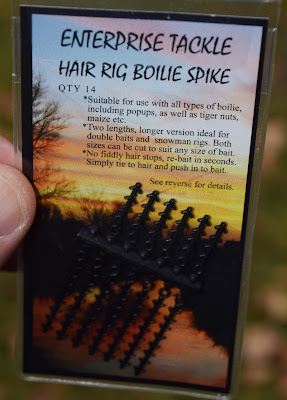 ENTERPRISE TACKLE
HAIR RIG BOILIE SPIKE
QTY 14
*Suitable for use with all types of boilie,
including popups, as well as tiger nuts,
maize etc.
*Two lengths, longer version ideal for
double baits and snowman rigs. Both
sizes can be cut to suit any size of bait.
*No fiddly hair stops, re-bait in seconds.
Simply tie to hair and push in to bait.
See reverse for details.